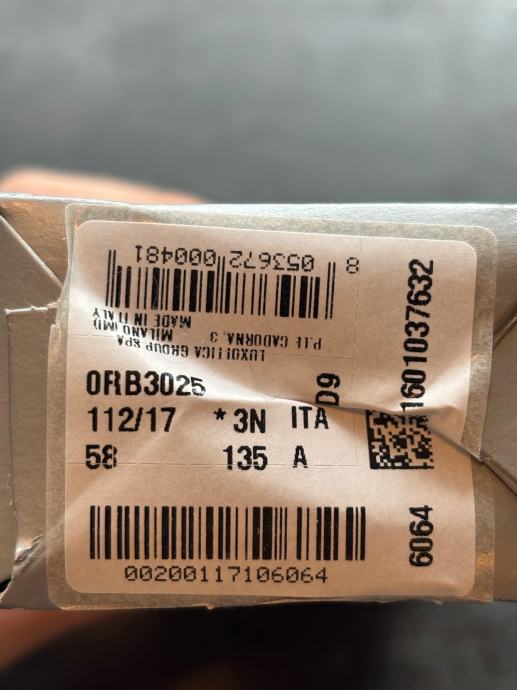 8 053672 000481
LUXOTTICA GROUP SPA
P.LE CADORNA, 3
MILANO (MI)
MADE IN ITALY
0RB3025
D9
112/17 *3N ITA
58 135 A
1601037632
6064
00200117106064